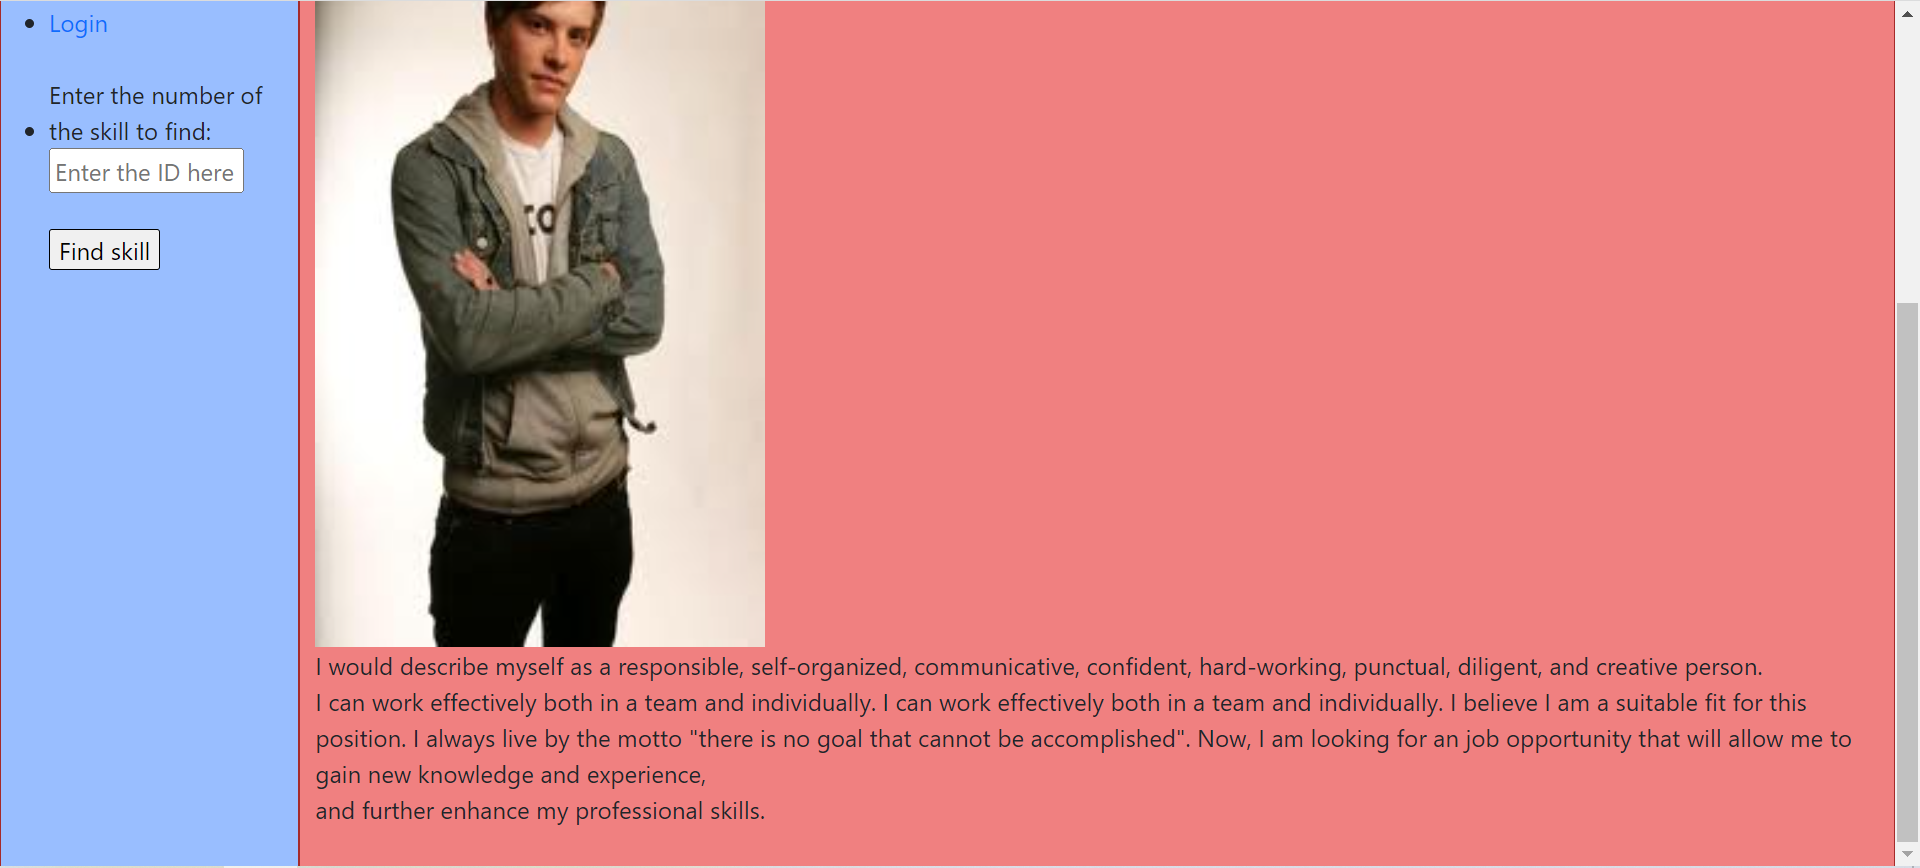 Login
Enter the number of
the skill to find:
Enter the ID here
Find skill
I would describe myself as a responsible, self-organized, communicative, confident, hard-working, punctual, diligent, and creative person.
I can work effectively both in a team and individually. I can work effectively both in a team and individually. I believe I am a suitable fit for this
position. I always live by the motto "there is no goal that cannot be accomplished". Now, I am looking for an job opportunity that will allow me to
gain new knowledge and experience,
and further enhance my professional skills.